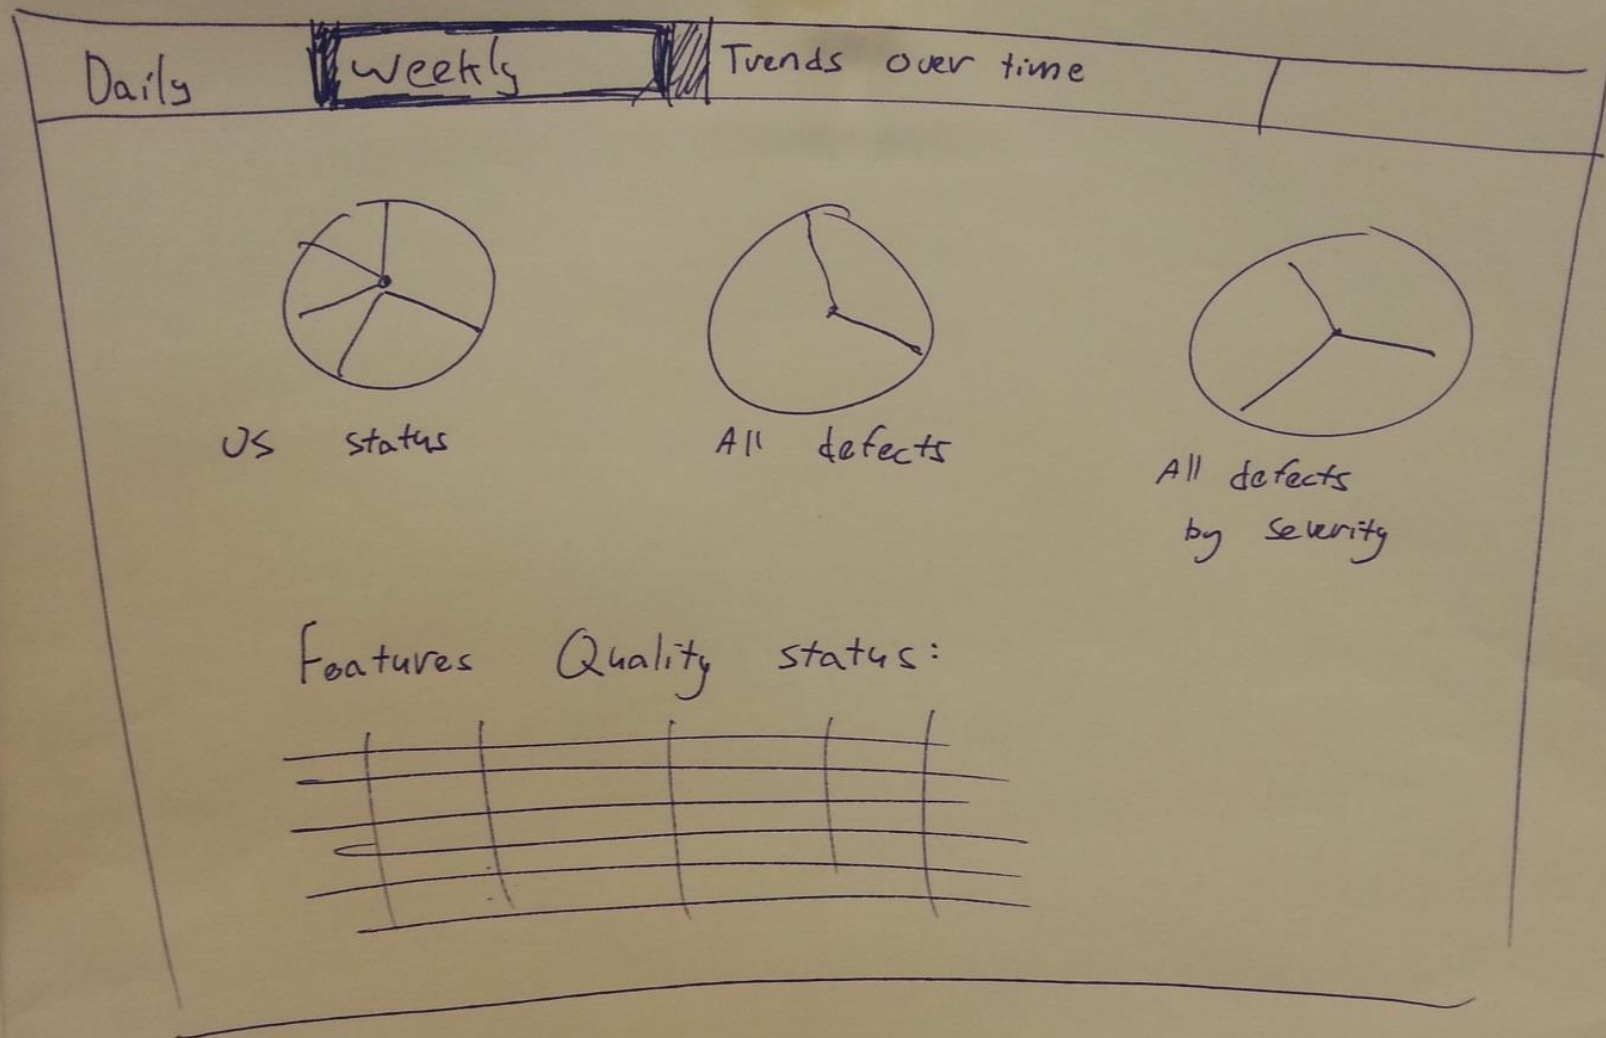 Daily
weekly
Trends over time
US status
All defects
All defects
by severity
Features Quality status: